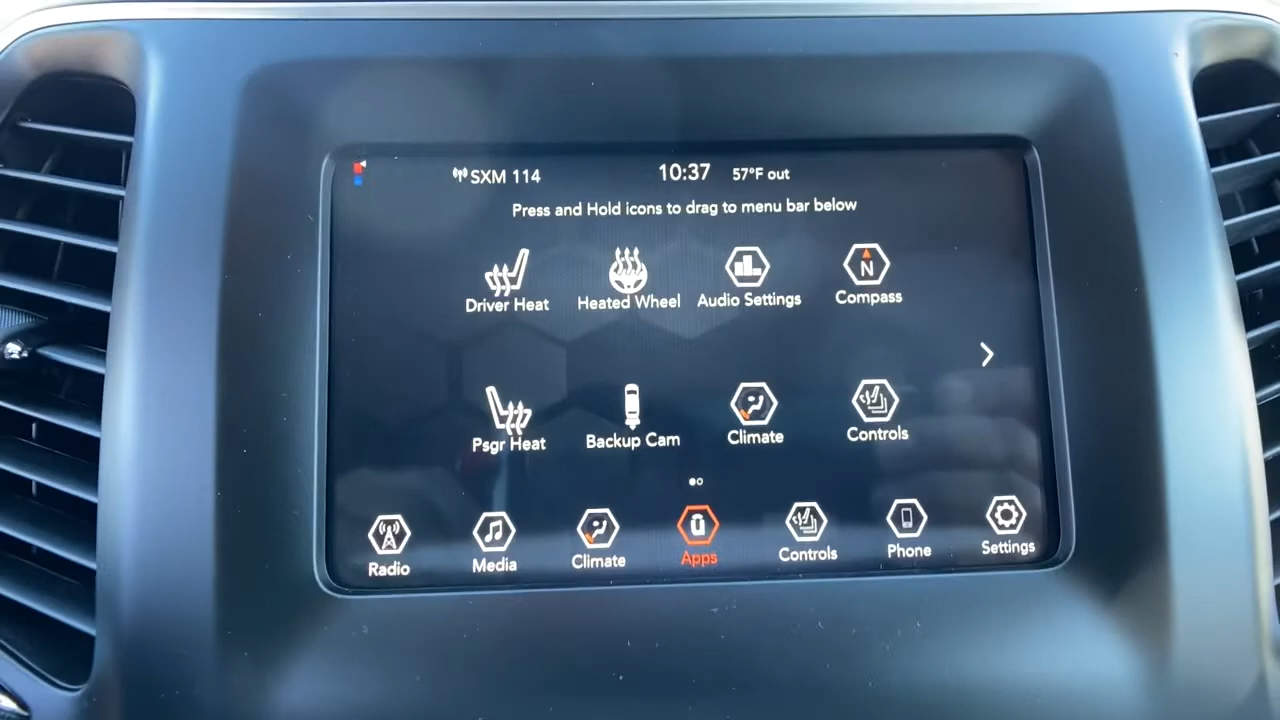 SXM 114 10:37 57°F out
Press and Hold icons to drag to menu bar below
Driver Heat Heated Wheel Audio Settings N Compass
Psgr Heat Backup Cam Climate Controls
Radio Media Climate Apps Controls Phone Settings